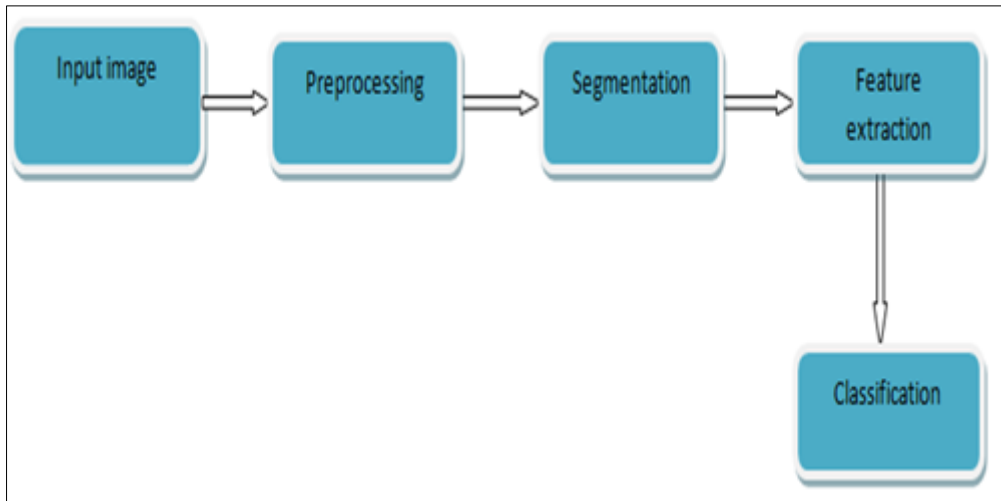 Input image
Preprocessing
Segmentation
Feature
extraction
Classification